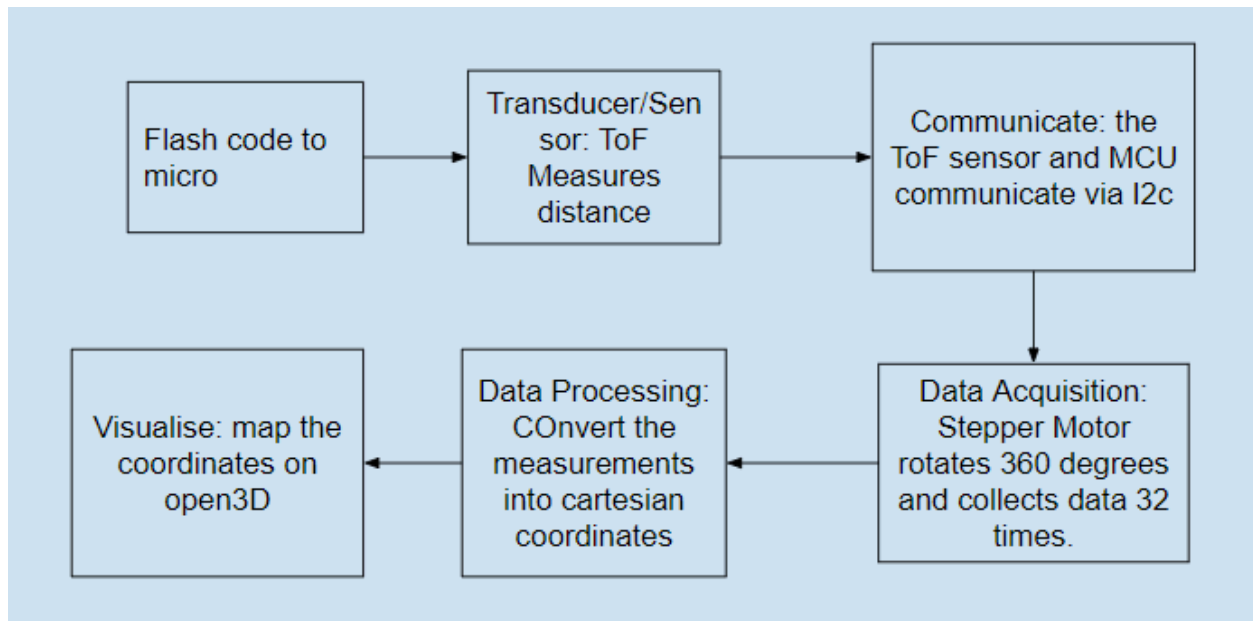 Flash code to
micro
Transducer/Sen
sor: ToF
Measures
distance
Communicate: the
ToF sensor and MCU
communicate via I2c
Data Acquisition:
Stepper Motor
rotates 360 degrees
and collects data 32
times.
Data Processing:
COnvert the
measurements
into cartesian
coordinates
Visualise: map the
coordinates on
open3D